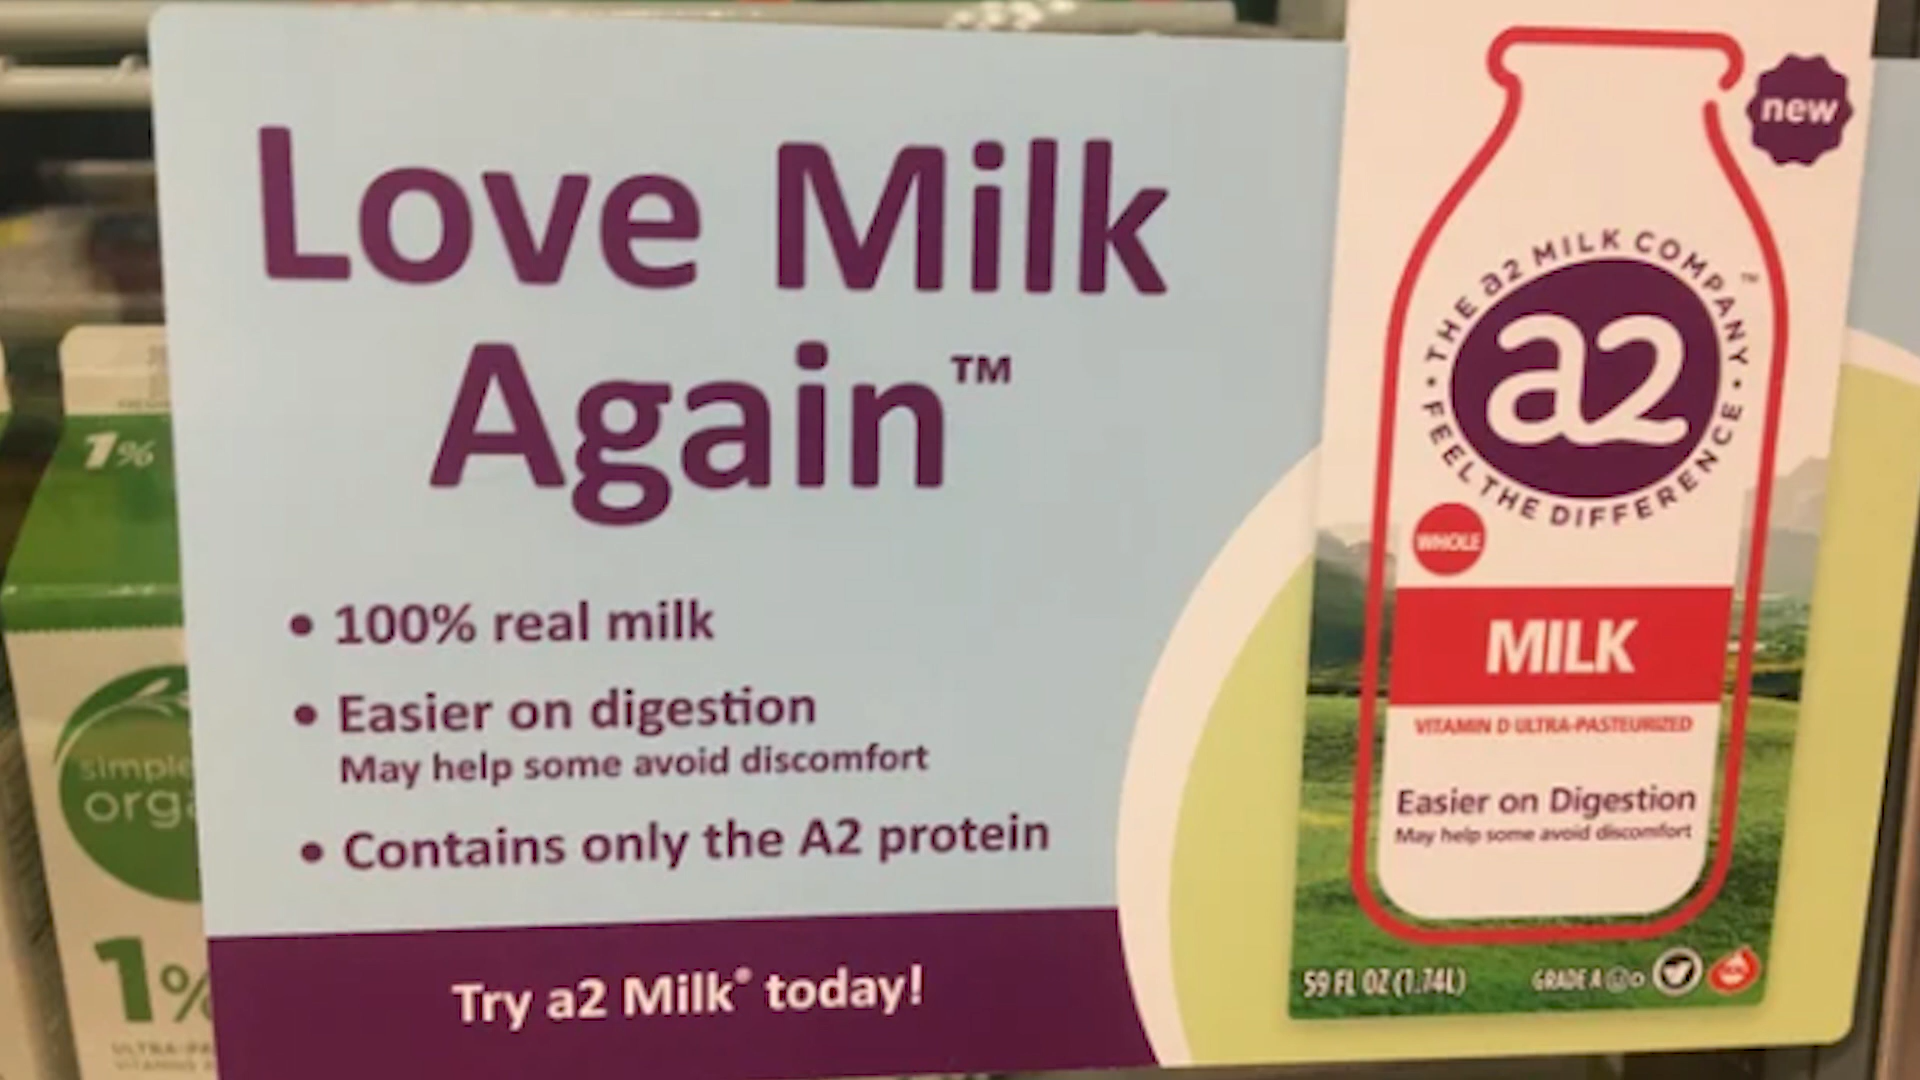 Love Milk
Again™
• 100% real milk
• Easier on digestion
May help some avoid discomfort
• Contains only the A2 protein
Try a2 Milk® today!
new
• THE a2 MILK COMPANY •
™
FEEL THE DIFFERENCE
a2
WHOLE
MILK
VITAMIN D ULTRA-PASTEURIZED
Easier on Digestion
May help some avoid discomfort
59 FL OZ (1.74L)
GRADE A
1%
1%